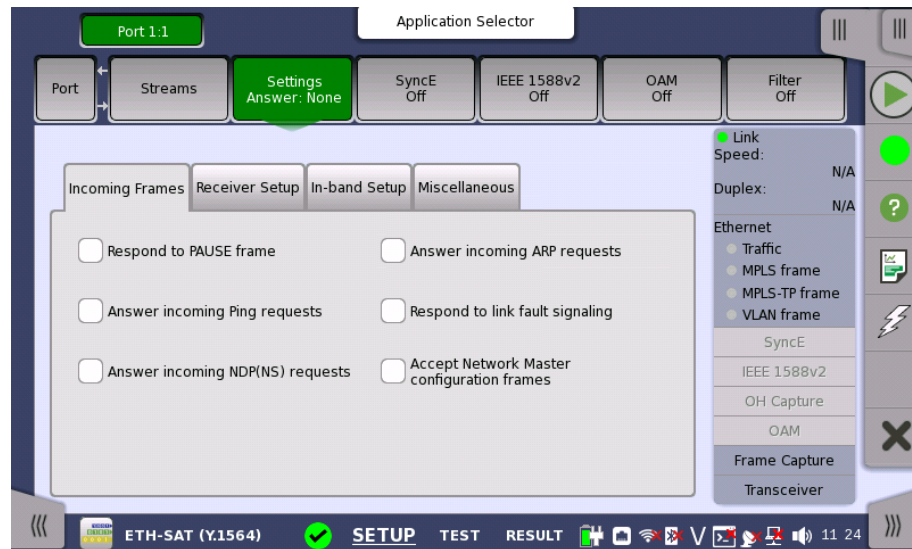 Port 1:1
Application Selector
Port
Streams
Settings
Answer: None
SyncE
Off
IEEE 1588v2
Off
OAM
Off
Filter
Off
Incoming Frames
Receiver Setup
In-band Setup
Miscellaneous
Respond to PAUSE frame
Answer incoming ARP requests
Answer incoming Ping requests
Respond to link fault signaling
Answer incoming NDP(NS) requests
Accept Network Master
configuration frames
Link
Speed:
N/A
Duplex:
N/A
Ethernet
Traffic
MPLS frame
MPLS-TP frame
VLAN frame
SyncE
IEEE 1588v2
OH Capture
OAM
Frame Capture
Transceiver
ETH-SAT (Y.1564)
SETUP
TEST
RESULT
11 24